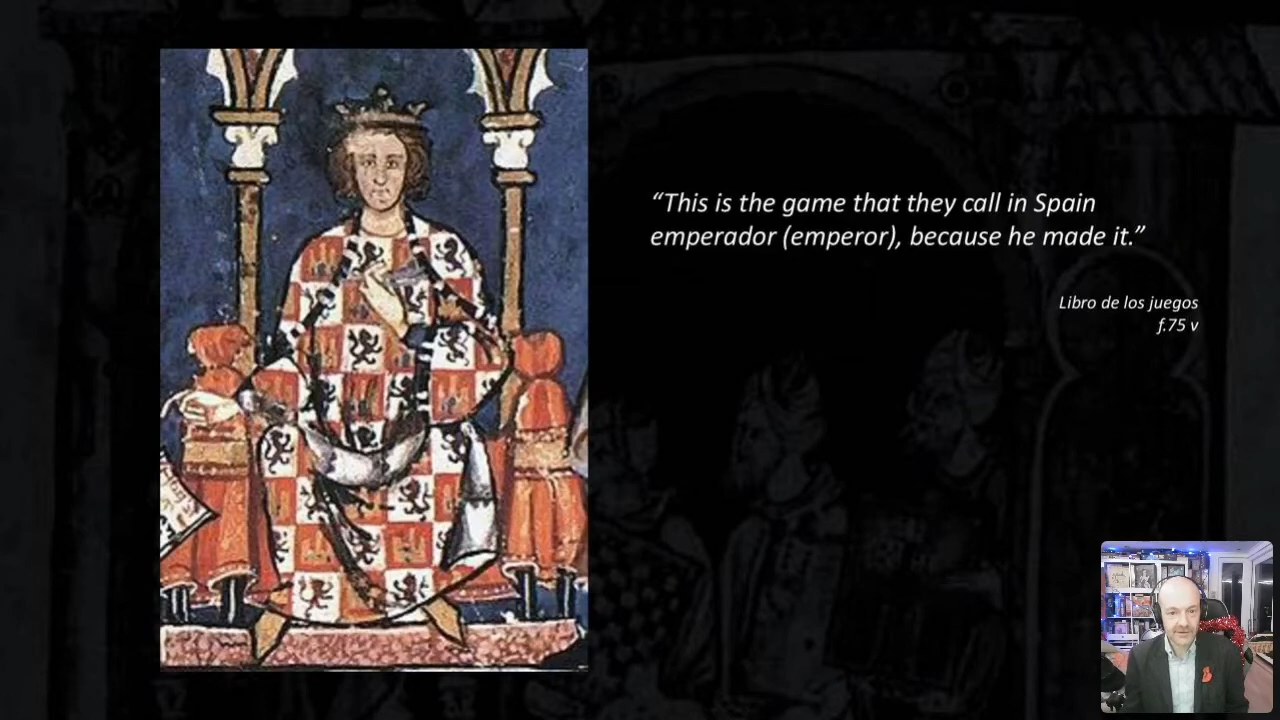 “This is the game that they call in Spain
emperador (emperor), because he made it.”
Libro de los juegos
f.75 v